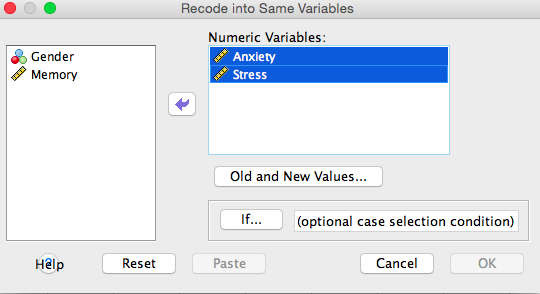 Recode into Same Variables
Numeric Variables:
Gender
Memory
Anxiety
Stress
Old and New Values...
If...
(optional case selection condition)
Help
?
Reset
Paste
Cancel
OK